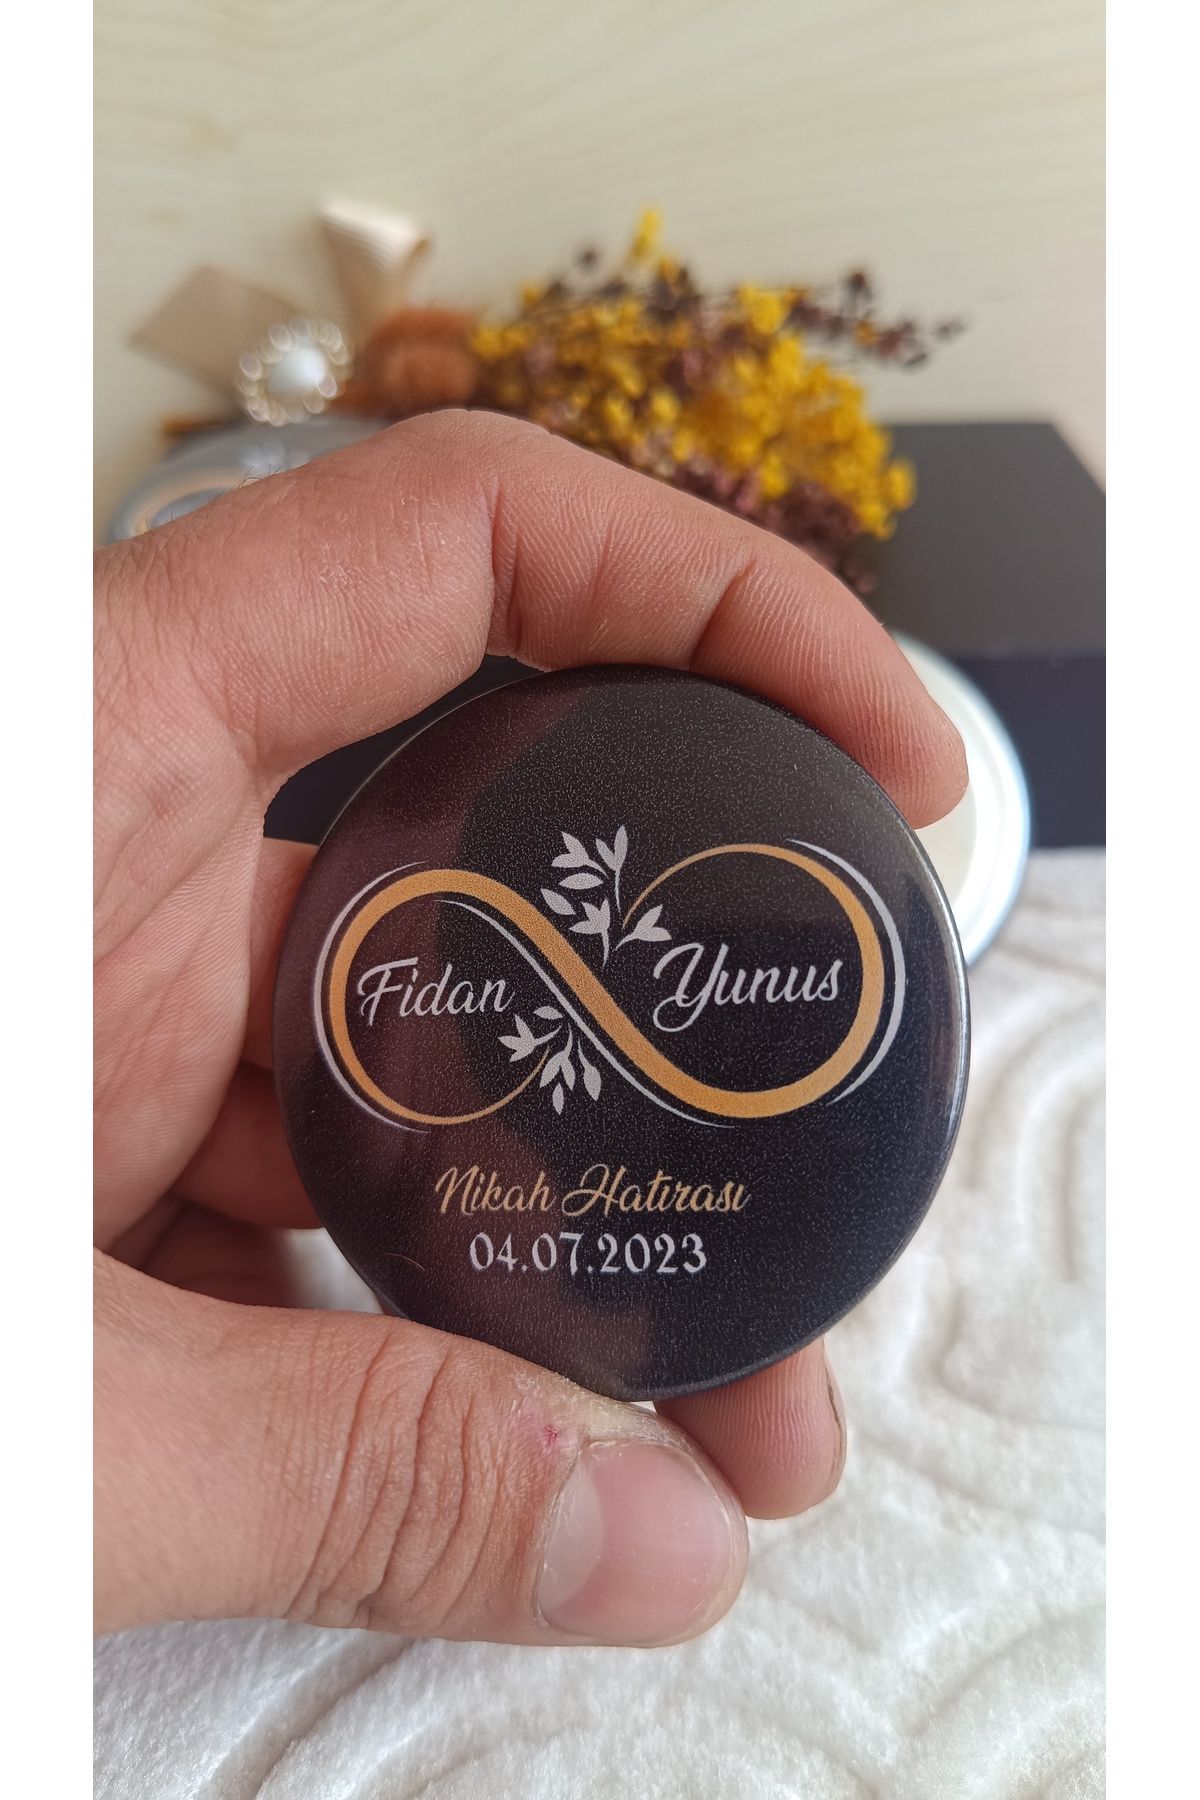 Fidan
Yunus
Nikah Hatırası
04.07.2023